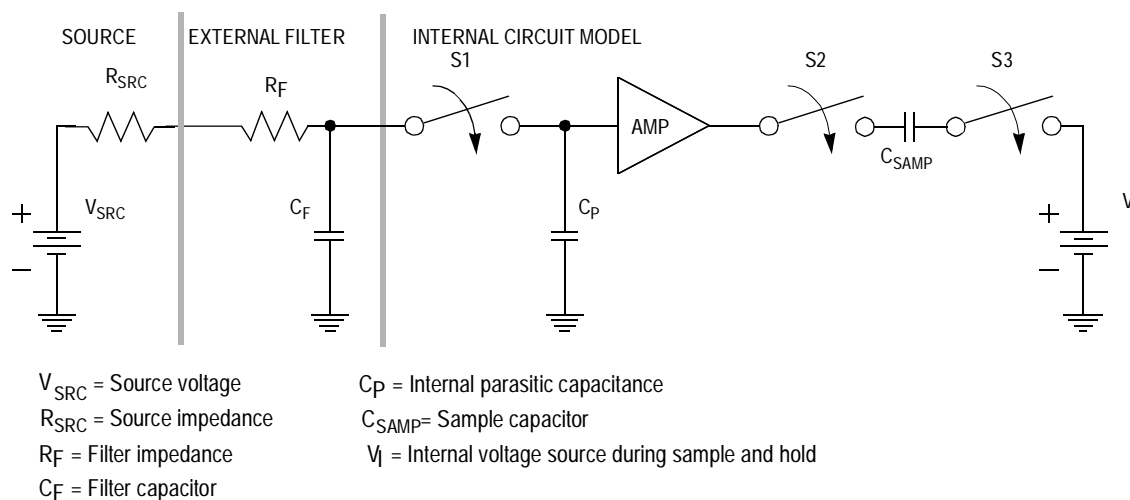 SOURCE EXTERNAL FILTER INTERNAL CIRCUIT MODEL
S1 S2 S3
RSRC RF
AMP
CSAMP
+ VSRC CF CP + V
– –
VSRC = Source voltage
RSRC = Source impedance
RF = Filter impedance
CF = Filter capacitor
CP = Internal parasitic capacitance
CSAMP= Sample capacitor
VI = Internal voltage source during sample and hold